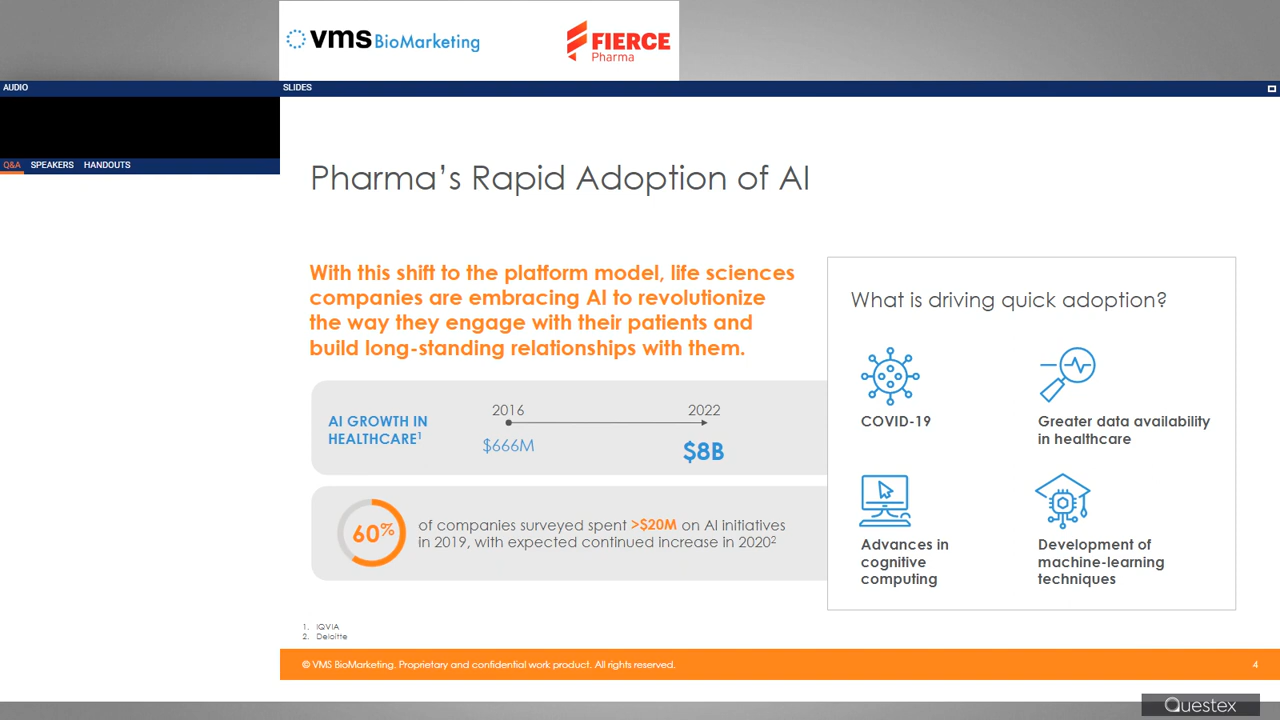 vms BioMarketing
FIERCE
Pharma
AUDIO
SLIDES
Q&A SPEAKERS HANDOUTS
Pharma's Rapid Adoption of AI
With this shift to the platform model, life sciences
companies are embracing AI to revolutionize
the way they engage with their patients and
build long-standing relationships with them.
AI GROWTH IN
HEALTHCARE¹
2016
2022
$666M
$8B
60%
of companies surveyed spent >$20M on AI initiatives
in 2019, with expected continued increase in 2020²
What is driving quick adoption?
COVID-19
Greater data availability
in healthcare
Advances in
cognitive
computing
Development of
machine-learning
techniques
1. IQVIA
2. Deloitte
© VMS BioMarketing. Proprietary and confidential work product. All rights reserved.
4
Questex